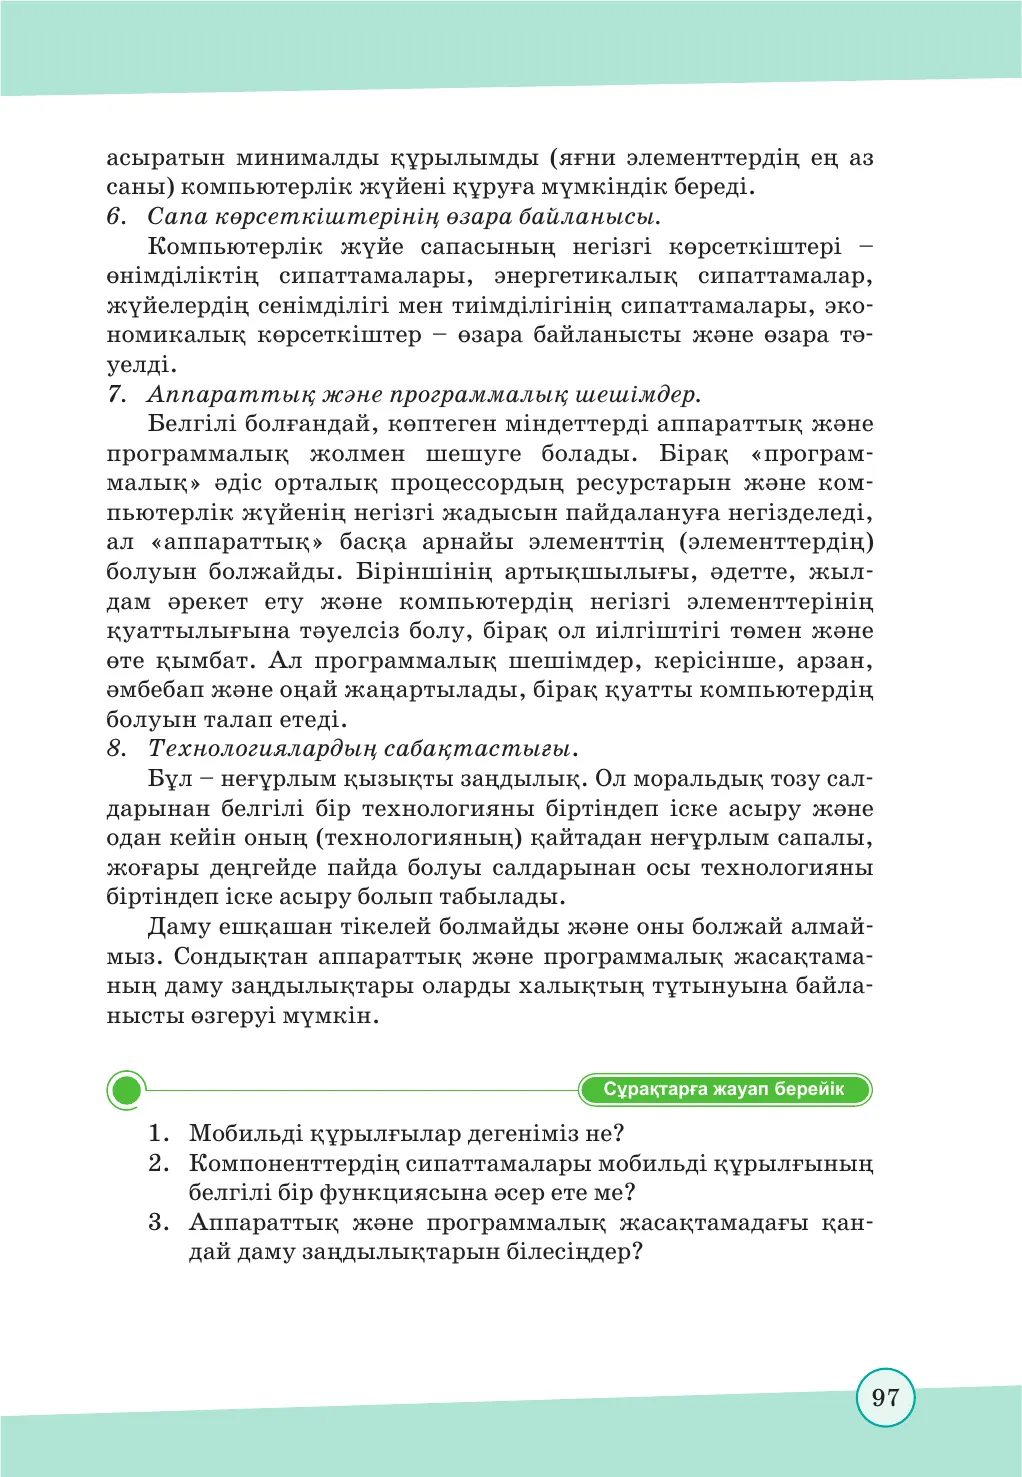 асыратын минималды құрылымды (яғни элементтердің ең аз
саны) компьютерлік жүйені құруға мүмкіндік береді.
6. Сапа көрсеткіштерінің өзара байланысы.
Компьютерлік жүйе сапасының негізгі көрсеткіштері –
өнімділіктің сипаттамалары, энергетикалық сипаттамалар,
жүйелердің сенімділігі мен тиімділігінің сипаттамалары, эко-
номикалық көрсеткіштер – өзара байланысты және өзара тә-
уелді.
7. Аппараттық және программалық шешімдер.
Белгілі болғандай, көптеген міндеттерді аппараттық және
программалық жолмен шешуге болады. Бірақ «програм-
малық» әдіс орталық процессордың ресурстарын және ком-
пьютерлік жүйенің негізгі жадысын пайдалануға негізделеді,
ал «аппараттық» басқа арнайы элементтің (элементтердің)
болуын болжайды. Біріншінің артықшылығы, әдетте, жыл-
дам әрекет ету және компьютердің негізгі элементтерінің
қуаттылығына тәуелсіз болу, бірақ ол иілгіштігі төмен және
өте қымбат. Ал программалық шешімдер, керісінше, арзан,
әмбебап және оңай жаңартылады, бірақ қуатты компьютердің
болуын талап етеді.
8. Технологиялардың сабақтастығы.
Бұл – неғұрлым қызықты заңдылық. Ол моральдық тозу сал-
дарынан белгілі бір технологияны біртіндеп іске асыру және
одан кейін оның (технологияның) қайтадан неғұрлым сапалы,
жоғары деңгейде пайда болуы салдарынан осы технологияны
біртіндеп іске асыру болып табылады.
Даму ешқашан тікелей болмайды және оны болжай алмай-
мыз. Сондықтан аппараттық және программалық жасақтама-
ның даму заңдылықтары оларды халықтың тұтынуына байла-
нысты өзгеруі мүмкін.
Сұрақтарға жауап берейік
1. Мобильді құрылғылар дегеніміз не?
2. Компоненттердің сипаттамалары мобильді құрылғының
белгілі бір функциясына әсер ете ме?
3. Аппараттық және программалық жасақтамадағы қан-
дай даму заңдылықтарын білесіңдер?
97